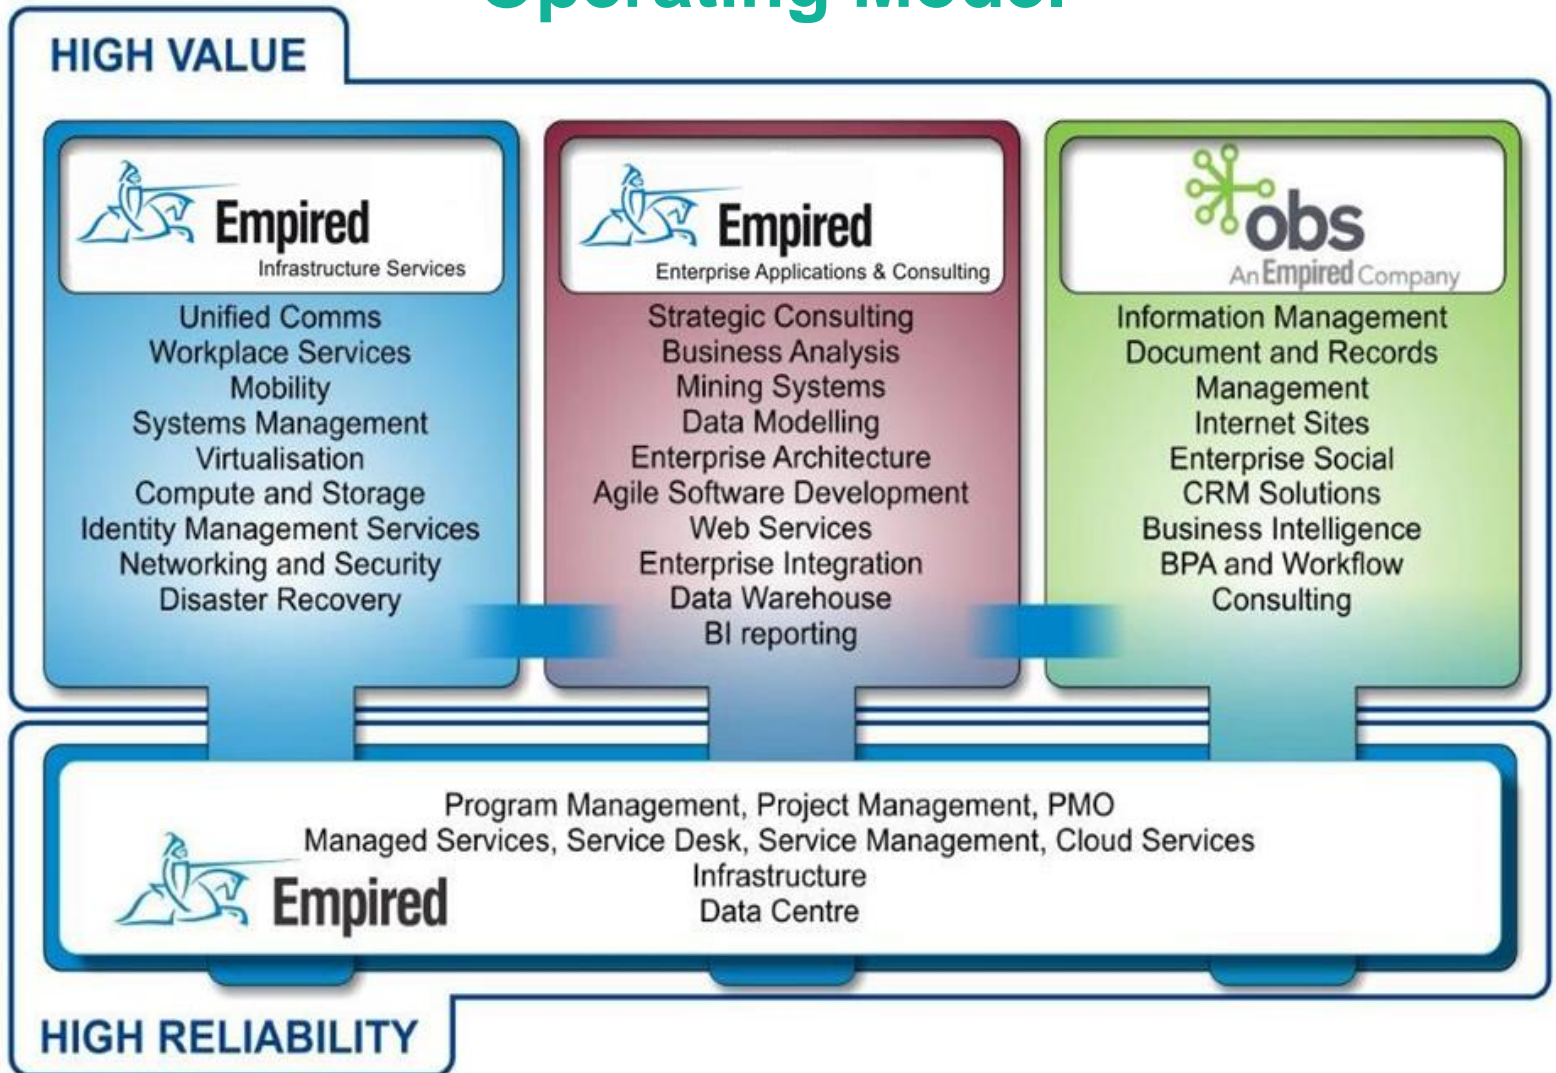 Operating Model
HIGH VALUE
Empired
Infrastructure Services
Unified Comms
Workplace Services
Mobility
Systems Management
Virtualisation
Compute and Storage
Identity Management Services
Networking and Security
Disaster Recovery
Empired
Enterprise Applications & Consulting
Strategic Consulting
Business Analysis
Mining Systems
Data Modelling
Enterprise Architecture
Agile Software Development
Web Services
Enterprise Integration
Data Warehouse
BI reporting
obs
An Empired Company
Information Management
Document and Records
Management
Internet Sites
Enterprise Social
CRM Solutions
Business Intelligence
BPA and Workflow
Consulting
Program Management, Project Management, PMO
Managed Services, Service Desk, Service Management, Cloud Services
Infrastructure
Data Centre
Empired
HIGH RELIABILITY